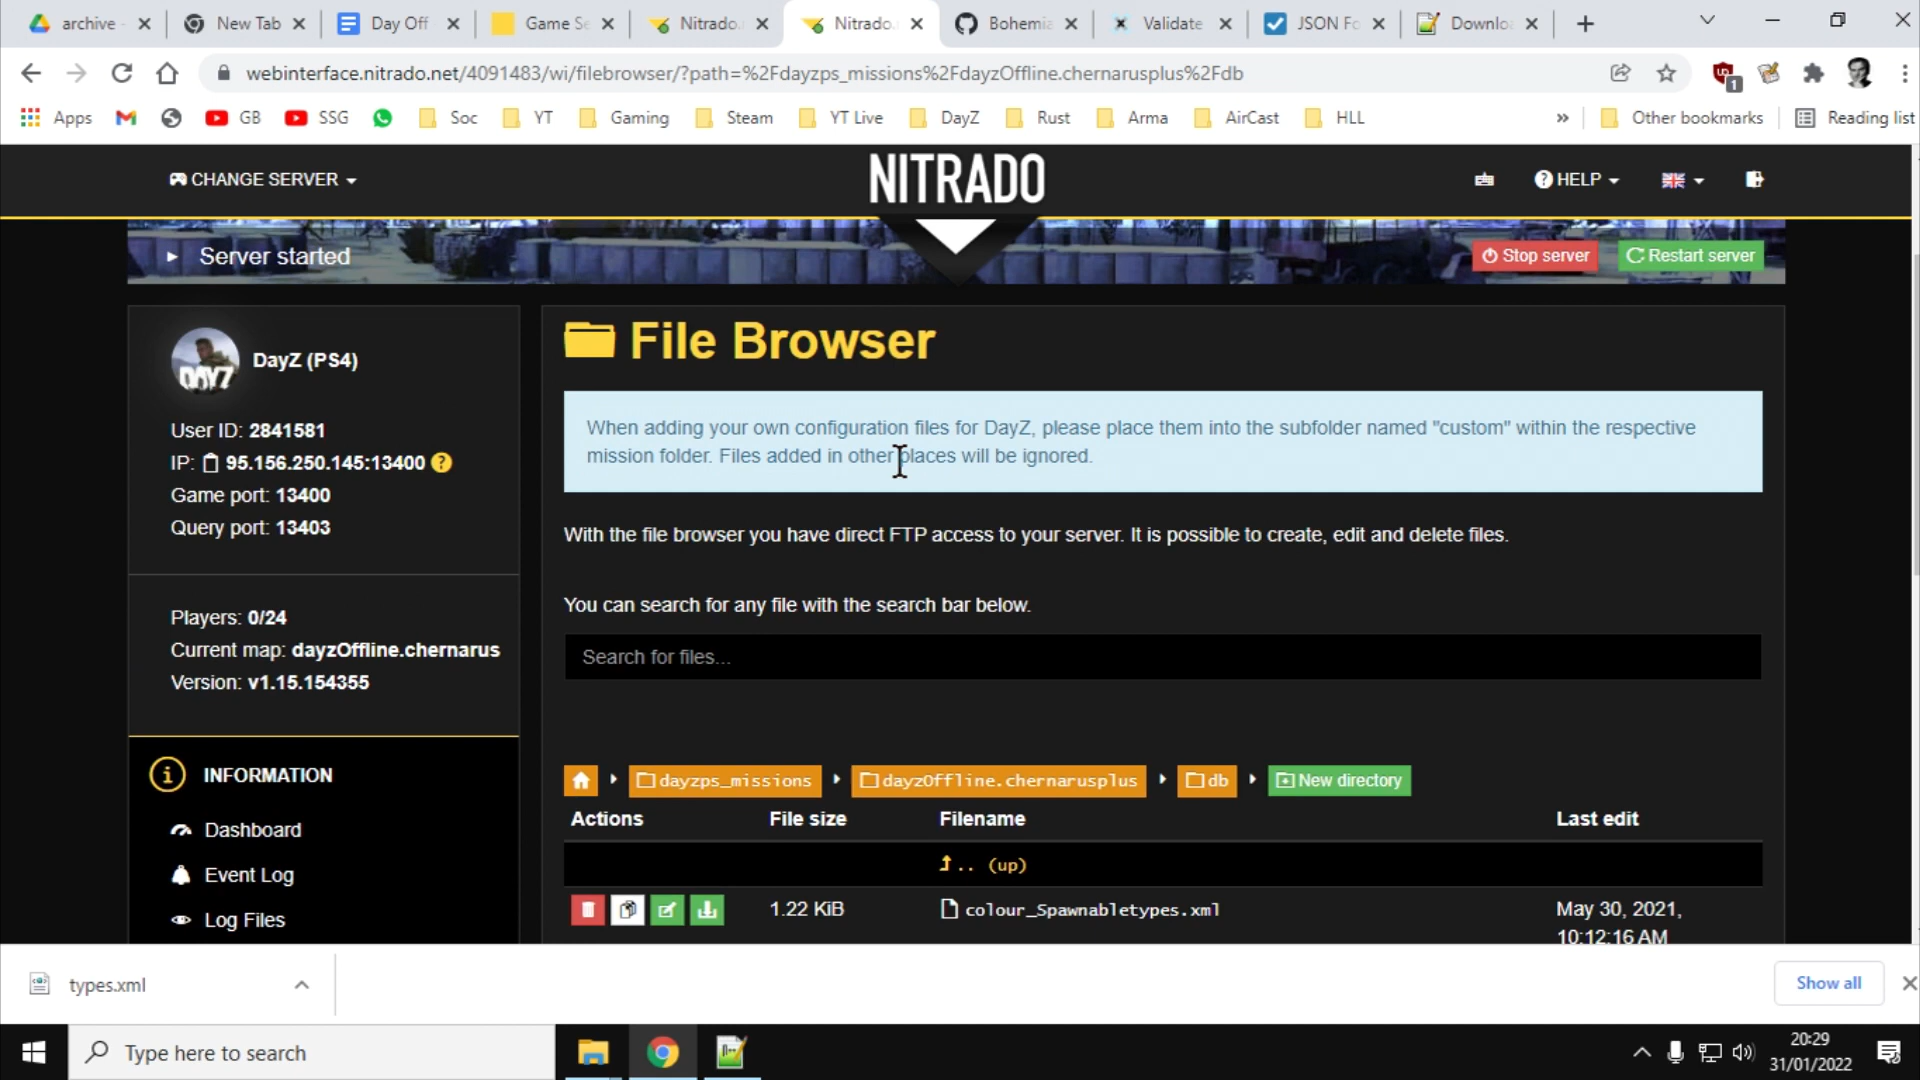 archive -
New Tab
Day Off
Game Se
Nitrado.
Nitrado.
Bohemia
Validate
JSON Fo
Downlo
webinterface.nitrado.net/4091483/wi/filebrowser/?path=%2Fdayzps_missions%2FdayzOffline.chernarusplus%2Fdb
1
Apps
GB
SSG
Soc
YT
Gaming
Steam
YT Live
DayZ
Rust
Arma
AirCast
HLL
»
Other bookmarks
Reading list
CHANGE SERVER
NITRADO
HELP
Server started
Stop server
Restart server
DAYZ
DayZ (PS4)
User ID: 2841581
IP: 95.156.250.145:13400
Game port: 13400
Query port: 13403
Players: 0/24
Current map: dayzOffline.chernarus
Version: v1.15.154355
INFORMATION
Dashboard
Event Log
Log Files
File Browser
When adding your own configuration files for DayZ, please place them into the subfolder named "custom" within the respective
mission folder. Files added in other places will be ignored.
With the file browser you have direct FTP access to your server. It is possible to create, edit and delete files.
You can search for any file with the search bar below.
Search for files...
dayzps_missions
dayzOffline.chernarusplus
db
New directory
Actions
File size
Filename
Last edit
.. (up)
1.22 KiB
colour_Spawnabletypes.xml
May 30, 2021,
10:12:16 AM
types.xml
Show all
Type here to search
20:29
31/01/2022